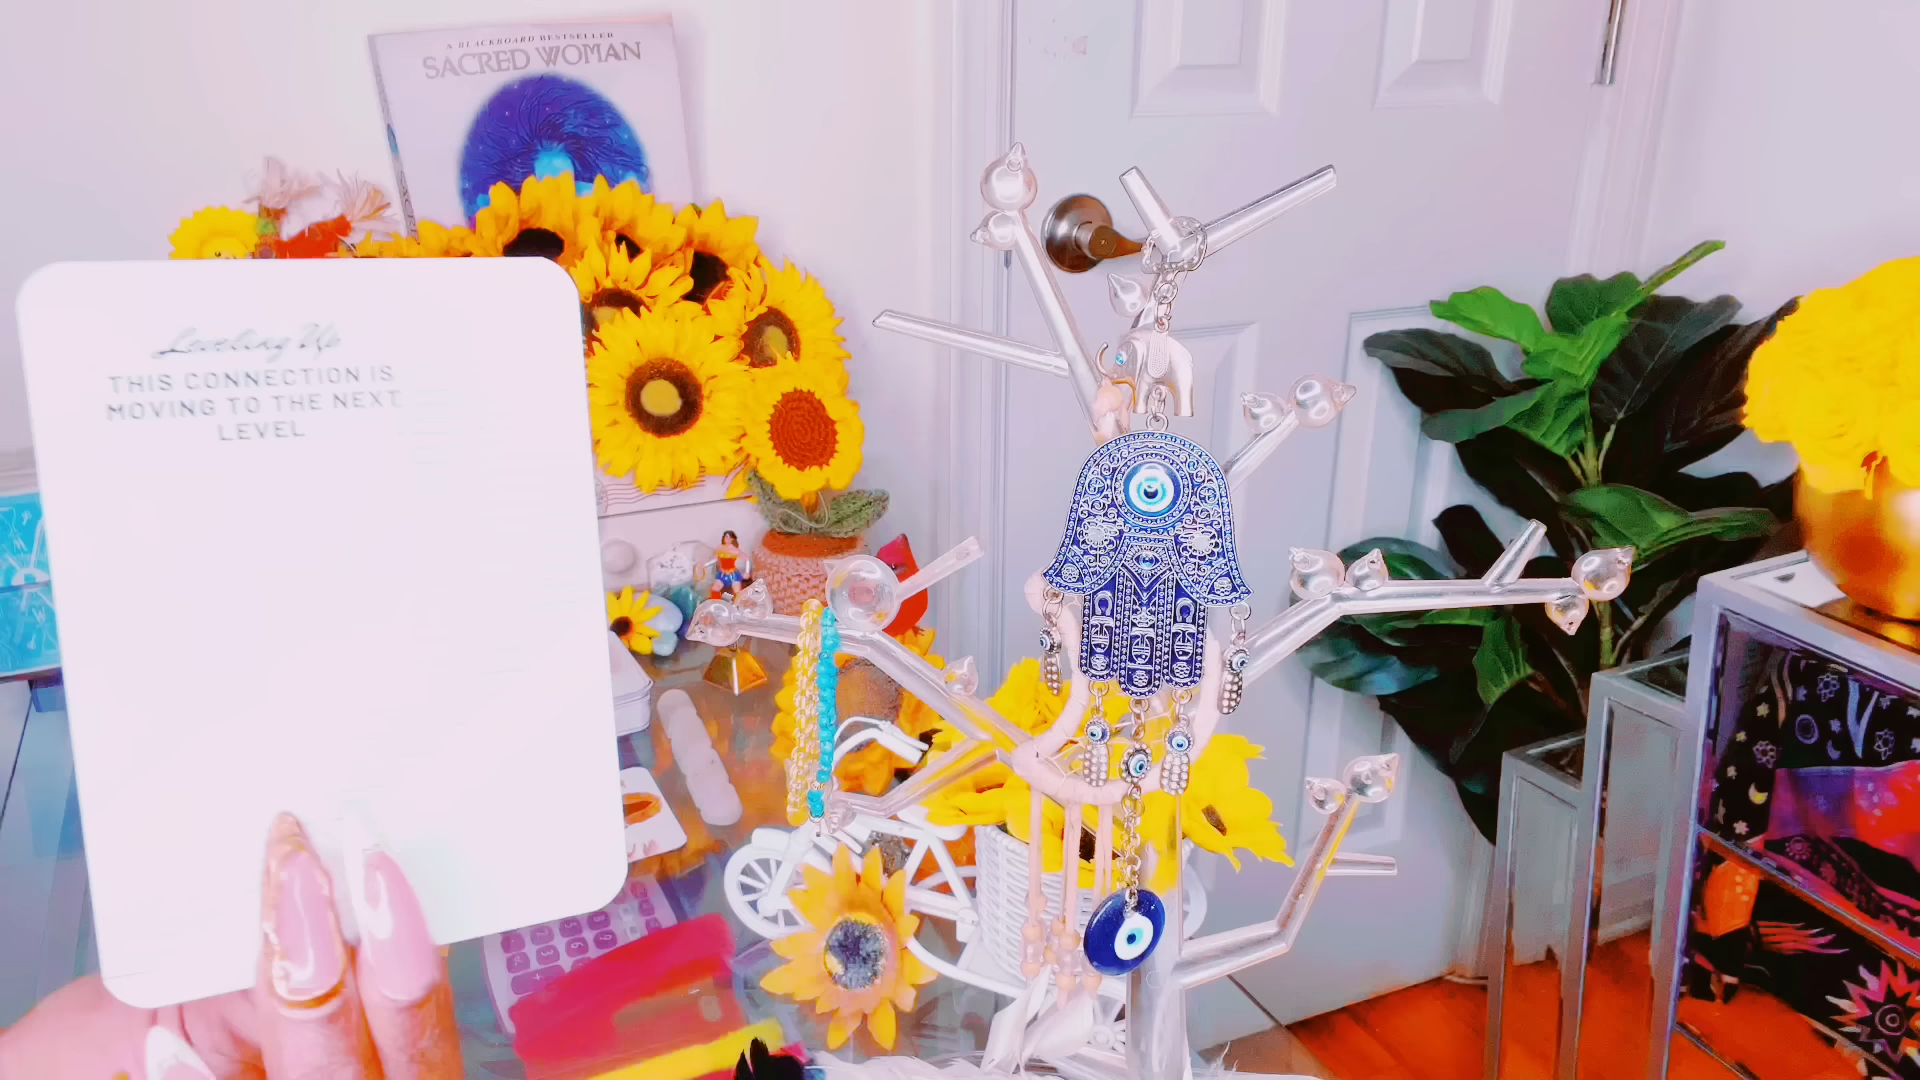 A BLACKBOARD BESTSELLER
SACRED WOMAN
Leveling Up
THIS CONNECTION IS
MOVING TO THE NEXT
LEVEL